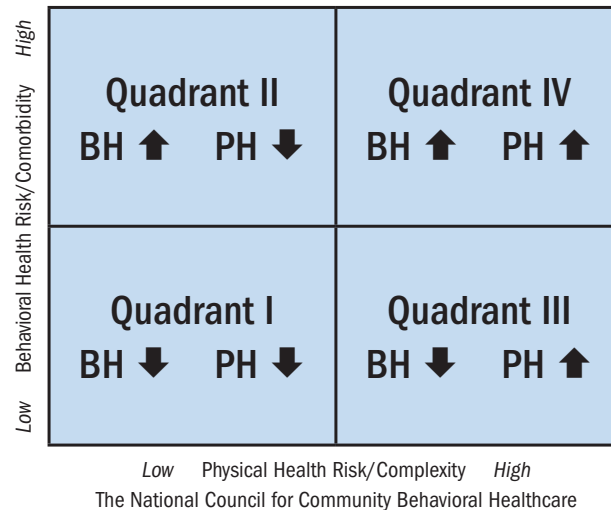 High
Behavioral Health Risk/Comorbidity
Low
Quadrant II
BH PH
Quadrant IV
BH PH
Quadrant I
BH PH
Quadrant III
BH PH
Low Physical Health Risk/Complexity High
The National Council for Community Behavioral Healthcare